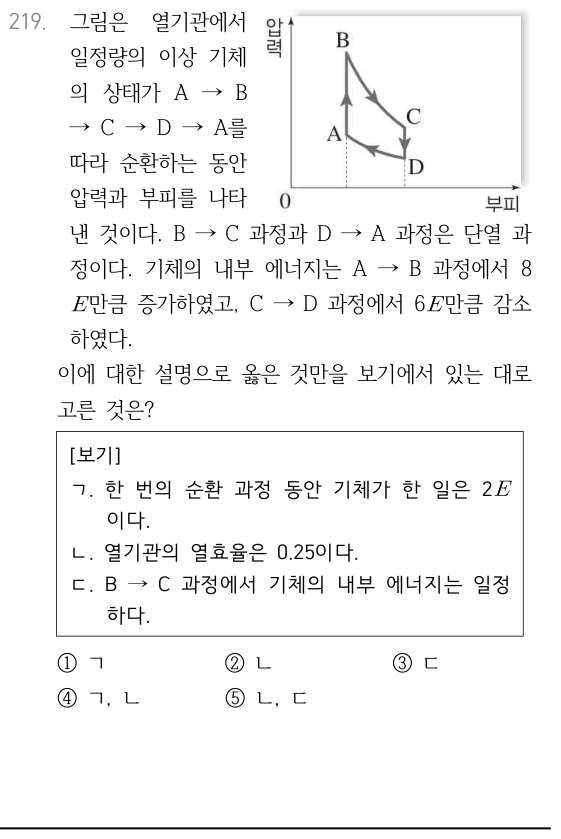 219. 그림은 열기관에서
일정량의 이상 기체
의 상태가 A → B
→ C → D → A를
따라 순환하는 동안
압력과 부피를 나타
압력
B
C
A
D
0
부피
낸 것이다. B → C 과정과 D → A 과정은 단열 과
정이다. 기체의 내부 에너지는 A → B 과정에서 8
E만큼 증가하였고, C → D 과정에서 6E만큼 감소
하였다.
이에 대한 설명으로 옳은 것만을 보기에서 있는 대로
고른 것은?
[보기]
ㄱ. 한 번의 순환 과정 동안 기체가 한 일은 2E
이다.
ㄴ. 열기관의 열효율은 0.25이다.
ㄷ. B → C 과정에서 기체의 내부 에너지는 일정
하다.
① ㄱ ② ㄴ ③ ㄷ
④ ㄱ, ㄴ ⑤ ㄴ, ㄷ